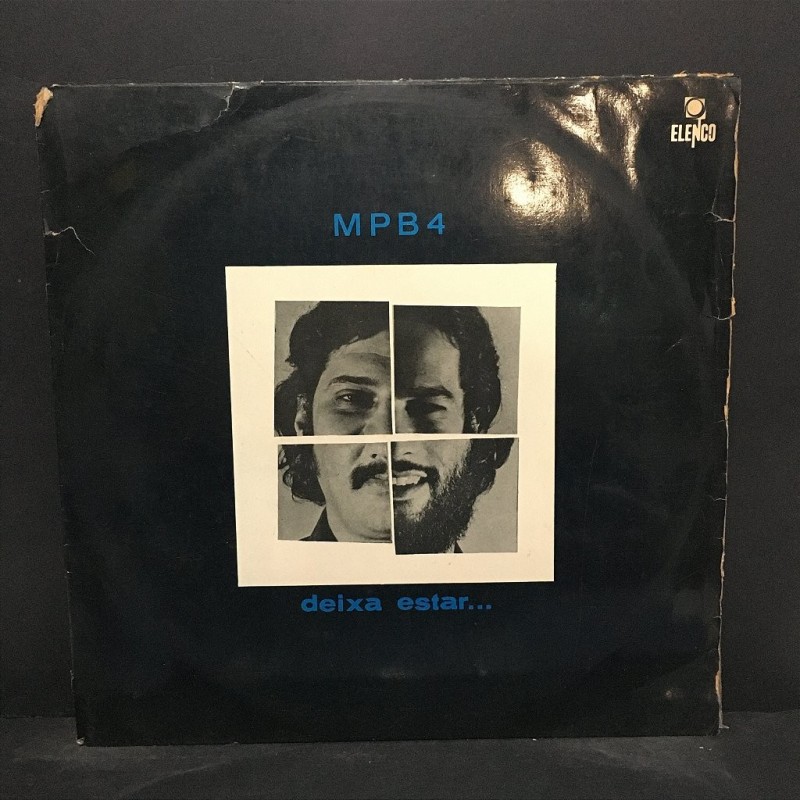 ELENCO
MPB4
deixa estar...